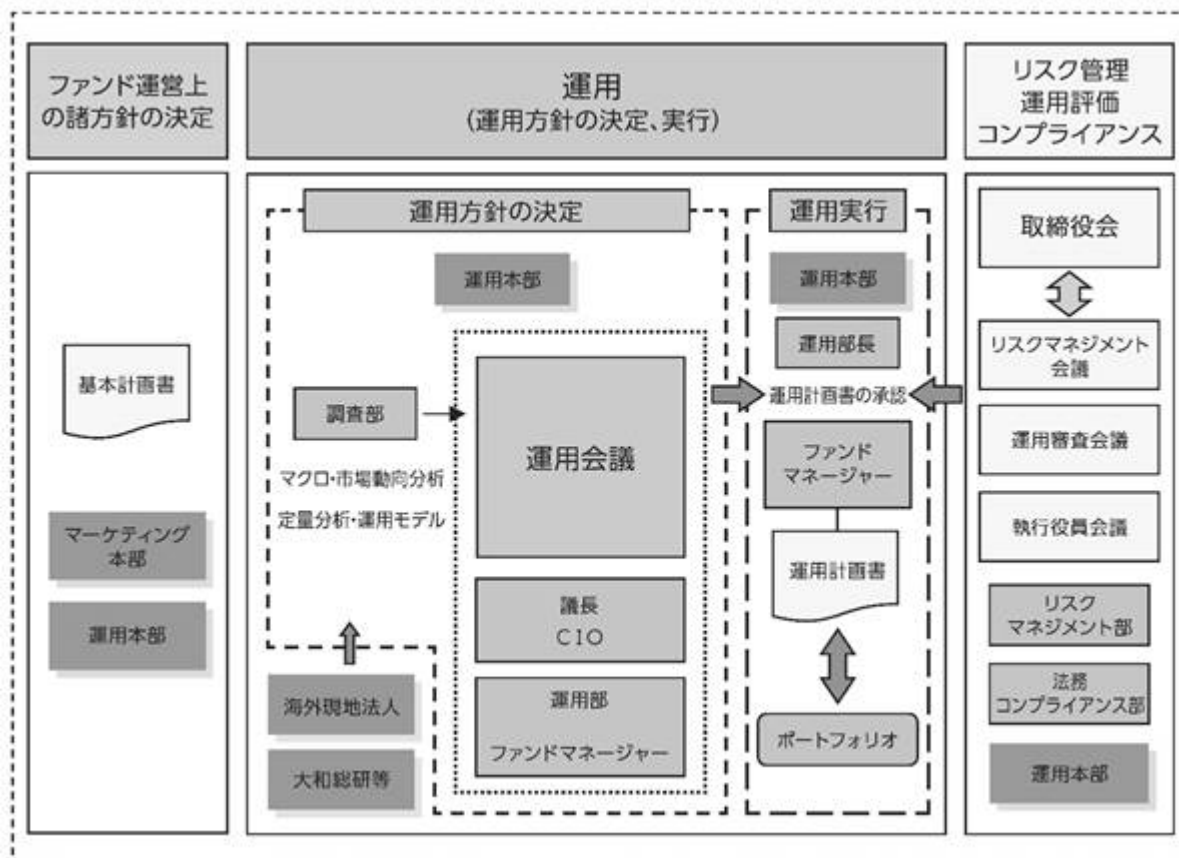 ファンド運営上
の諸方針の決定
運用
(運用方針の決定、実行)
リスク管理
運用評価
コンプライアンス
基本計画書
マーケティング
本部
運用本部
運用方針の決定
運用本部
調査部
マクロ・市場動向分析
定量分析・運用モデル
運用会議
議長
CIO
運用部
ファンドマネージャー
海外現地法人
大和総研等
運用実行
運用本部
運用部長
運用計画書の承認
ファンド
マネージャー
運用計画書
ポートフォリオ
取締役会
リスクマネジメント
会議
運用審査会議
執行役員会議
リスク
マネジメント部
法務
コンプライアンス部
運用本部